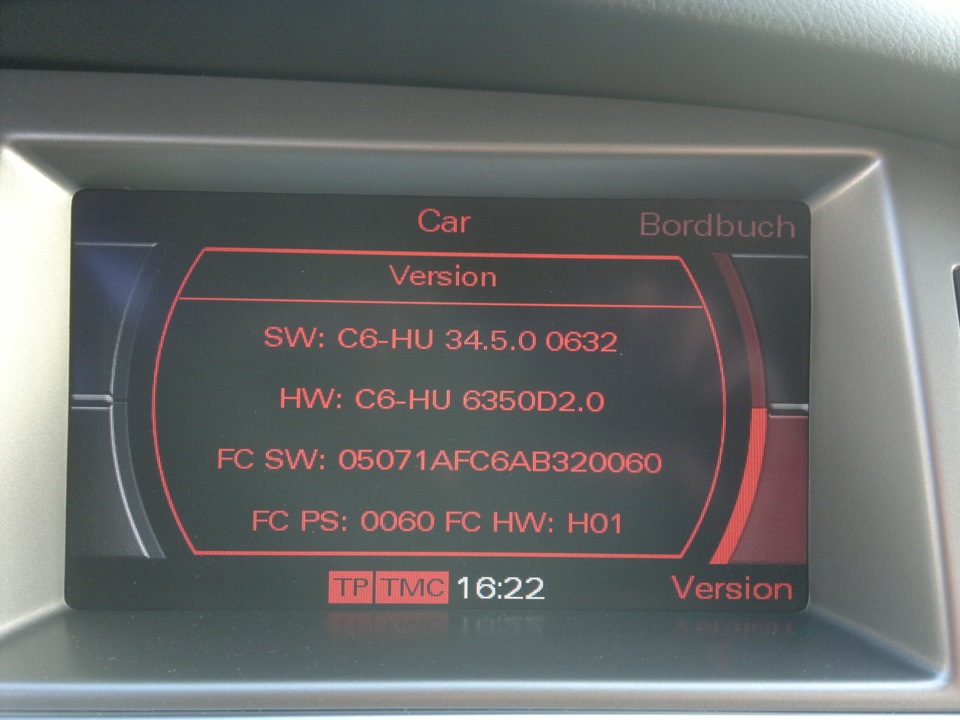 Car
Bordbuch
Version
SW: C6-HU 34.5.0 0632
HW: C6-HU 6350D2.0
FC SW: 05071AFC6AB320060
FC PS: 0060 FC HW: H01
TP TMC 16:22
Version